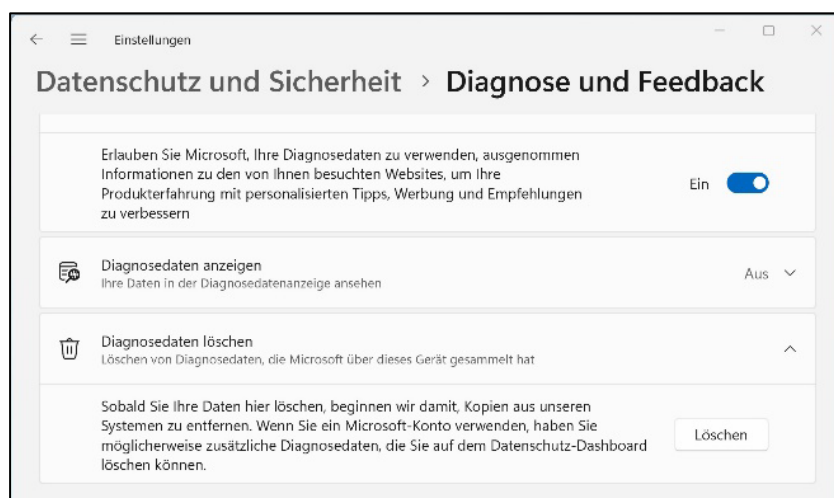 Einstellungen
Datenschutz und Sicherheit > Diagnose und Feedback
Erlauben Sie Microsoft, Ihre Diagnosedaten zu verwenden, ausgenommen
Informationen zu den von Ihnen besuchten Websites, um Ihre
Produkterfahrung mit personalisierten Tipps, Werbung und Empfehlungen
zu verbessern
Ein
Diagnosedaten anzeigen
Ihre Daten in der Diagnosedatenanzeige ansehen
Aus
Diagnosedaten löschen
Löschen von Diagnosedaten, die Microsoft über dieses Gerät gesammelt hat
Sobald Sie Ihre Daten hier löschen, beginnen wir damit, Kopien aus unseren
Systemen zu entfernen. Wenn Sie ein Microsoft-Konto verwenden, haben Sie
möglicherweise zusätzliche Diagnosedaten, die Sie auf dem Datenschutz-Dashboard
löschen können.
Löschen